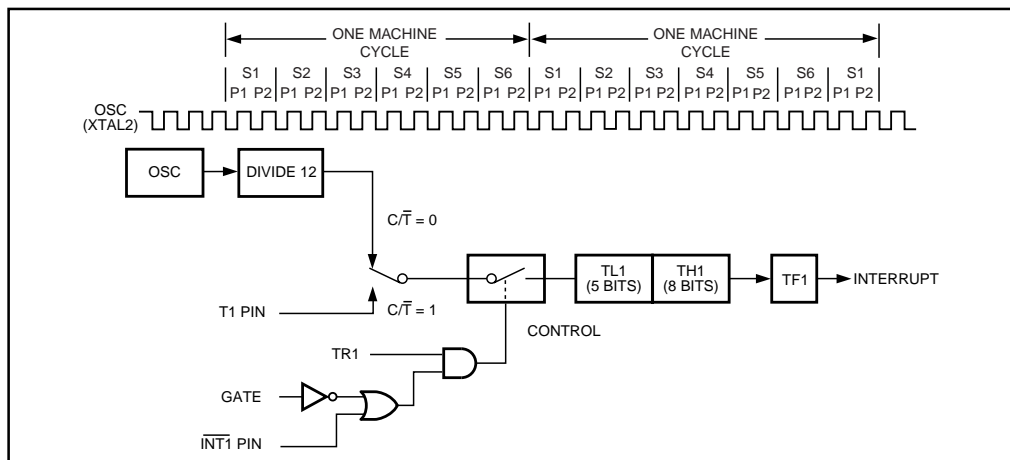 ONE MACHINE
CYCLE
ONE MACHINE
CYCLE
S1 S2 S3 S4 S5 S6 S1 S2 S3 S4 S5 S6 S1
P1 P2 P1 P2 P1 P2 P1 P2 P1 P2 P1 P2 P1 P2 P1 P2 P1 P2 P1 P2 P1 P2 P1 P2 P1 P2
OSC
(XTAL2)
OSC
DIVIDE 12
C/T̅ = 0
TL1
(5 BITS)
TH1
(8 BITS)
TF1
INTERRUPT
T1 PIN
C/T̅ = 1
CONTROL
TR1
GATE
I̅N̅T̅1̅ PIN